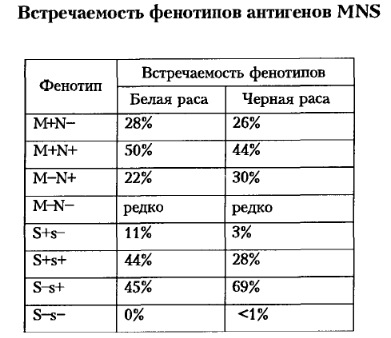 Встречаемость фенотипов антигенов MNS
Фенотип
Встречаемость фенотипов
Белая раса
Черная раса
M+N− 28% 26%
M+N+ 50% 44%
M−N+ 22% 30%
M−N− редко редко
S+s− 11% 3%
S+s+ 44% 28%
S−s+ 45% 69%
S−s− 0% <1%